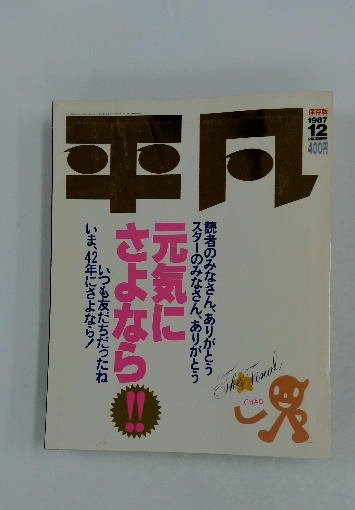 平凡
保存版
1987
12
DECEMBER
400円
読者のみなさん、ありがとう
スターのみなさん、ありがとう
元気に
さよなら
!!
いつも友だちだったね
いま、42年にさよなら!
The Final
CIAO